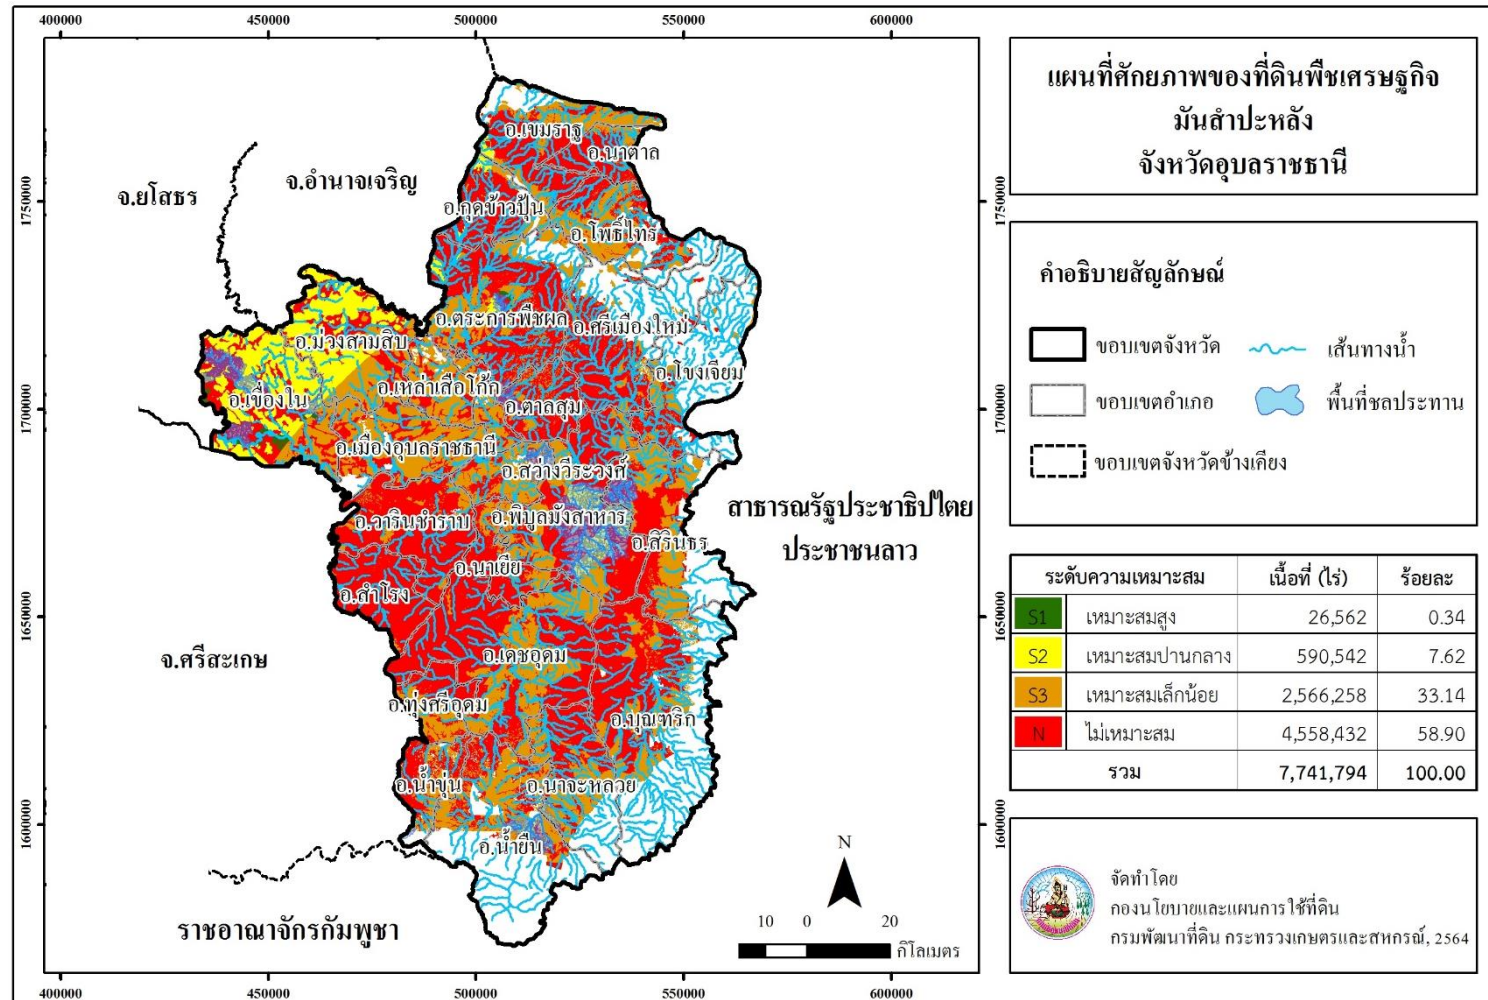 400000 450000 500000 550000 600000
แผนที่ศักยภาพของที่ดินพืชเศรษฐกิจ
มันสำปะหลัง
จังหวัดอุบลราชธานี
คำอธิบายสัญลักษณ์
ขอบเขตจังหวัด
เส้นทางน้ำ
ขอบเขตอำเภอ
พื้นที่ชลประทาน
ขอบเขตจังหวัดข้างเคียง
ระดับความเหมาะสม เนื้อที่ (ไร่) ร้อยละ
S1 เหมาะสมสูง 26,562 0.34
S2 เหมาะสมปานกลาง 590,542 7.62
S3 เหมาะสมเล็กน้อย 2,566,258 33.14
N ไม่เหมาะสม 4,558,432 58.90
รวม 7,741,794 100.00
จัดทำโดย
กองนโยบายและแผนการใช้ที่ดิน
กรมพัฒนาที่ดิน กระทรวงเกษตรและสหกรณ์, 2564
1750000
1700000
1650000
1600000
1750000
1700000
1650000
1600000
จ.ยโสธร
จ.อำนาจเจริญ
จ.ศรีสะเกษ
ราชอาณาจักรกัมพูชา
สาธารณรัฐประชาธิปไตย
ประชาชนลาว
อ.เขมราฐ
อ.นาตาล
อ.กุดข้าวปุ้น
อ.โพธิ์ไทร
อ.ตระการพืชผล
อ.ศรีเมืองใหม่
อ.ม่วงสามสิบ
อ.โขงเจียม
อ.เหล่าเสือโก้ก
อ.เขื่องใน
อ.ตาลสุม
อ.เมืองอุบลราชธานี
อ.สว่างวีระวงศ์
อ.วารินชำราบ
อ.พิบูลมังสาหาร
อ.สิรินธร
อ.นาเยีย
อ.สำโรง
อ.เดชอุดม
อ.ทุ่งศรีอุดม
อ.บุณฑริก
อ.น้ำขุ่น
อ.นาจะหลวย
อ.น้ำยืน
N
10 0 20
กิโลเมตร
400000 450000 500000 550000 600000